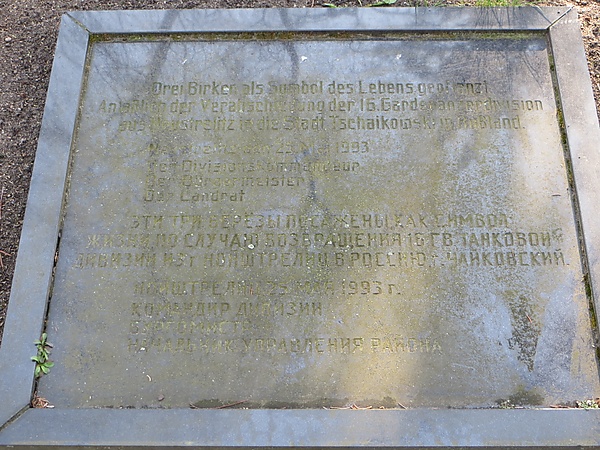 Drei Birken als Symbol des Lebens gepflanzt
Anläßlich der Verabschiedung der 16. Gardepanzerdivision
aus Neustrelitz in die Stadt Tschaikowski in Rußland.
23. 1993
Der Divisionskommandeur
Der Bürgermeister
Der Landrat
ЭТИ ТРИ БЕРЕЗЫ ПОСАЖЕНЫ КАК СИМВОЛ
ЖИЗНИ ПО СЛУЧАЮ ВОЗВРАЩЕНИЯ 16 ГВ. ТАНКОВОЙ
ДИВИЗИИ ИЗ Г. НОЙШТРЕЛИЦ В РОССИЮ г. ЧАЙКОВСКИЙ.
НОЙШТРЕЛИЦ 1993 г.
КОМАНДИР ДИВИЗИИ
БУРГОМИСТР
НАЧАЛЬНИК УПРАВЛЕНИЯ РАЙОНА